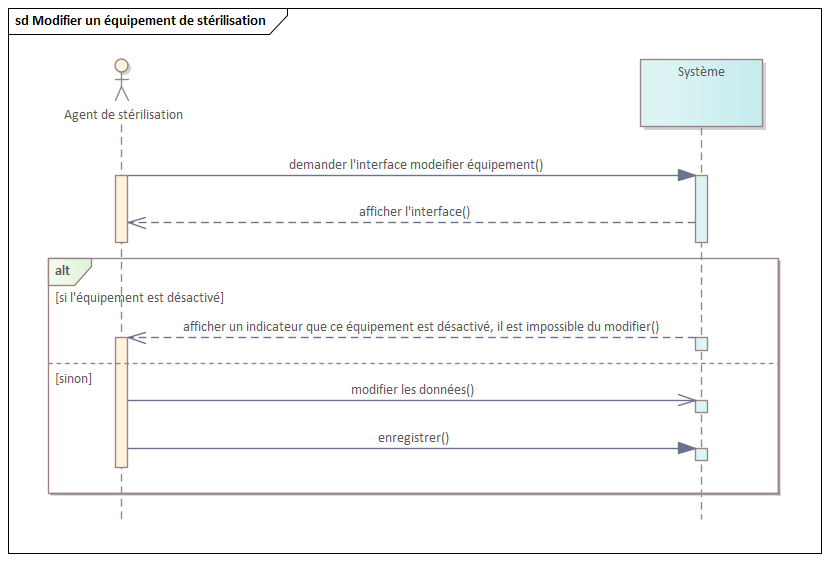 sd Modifier un équipement de stérilisation
Agent de stérilisation
Système
demander l'interface modeifier équipement()
afficher l'interface()
alt
[si l'équipement est désactivé]
afficher un indicateur que ce équipement est désactivé, il est impossible du modifier()
[sinon]
modifier les données()
enregistrer()